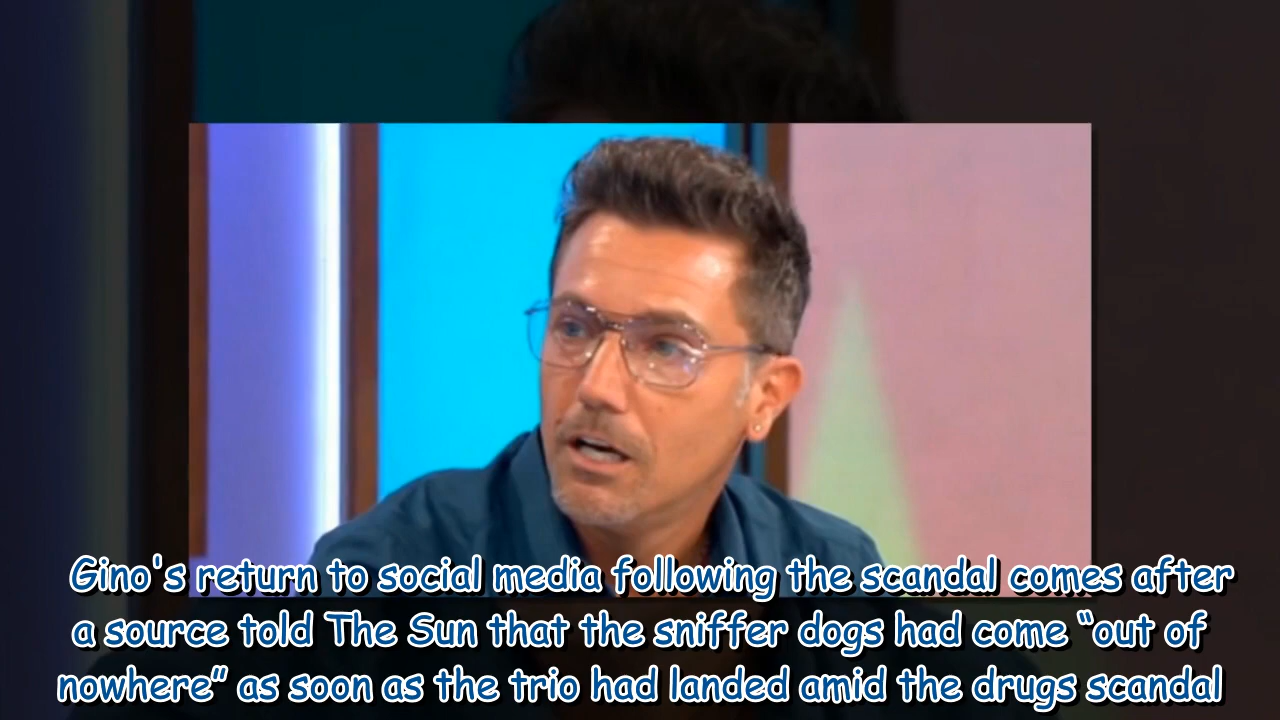 Gino's return to social media following the scandal comes after
a source told The Sun that the sniffer dogs had come “out of
nowhere” as soon as the trio had landed amid the drugs scandal